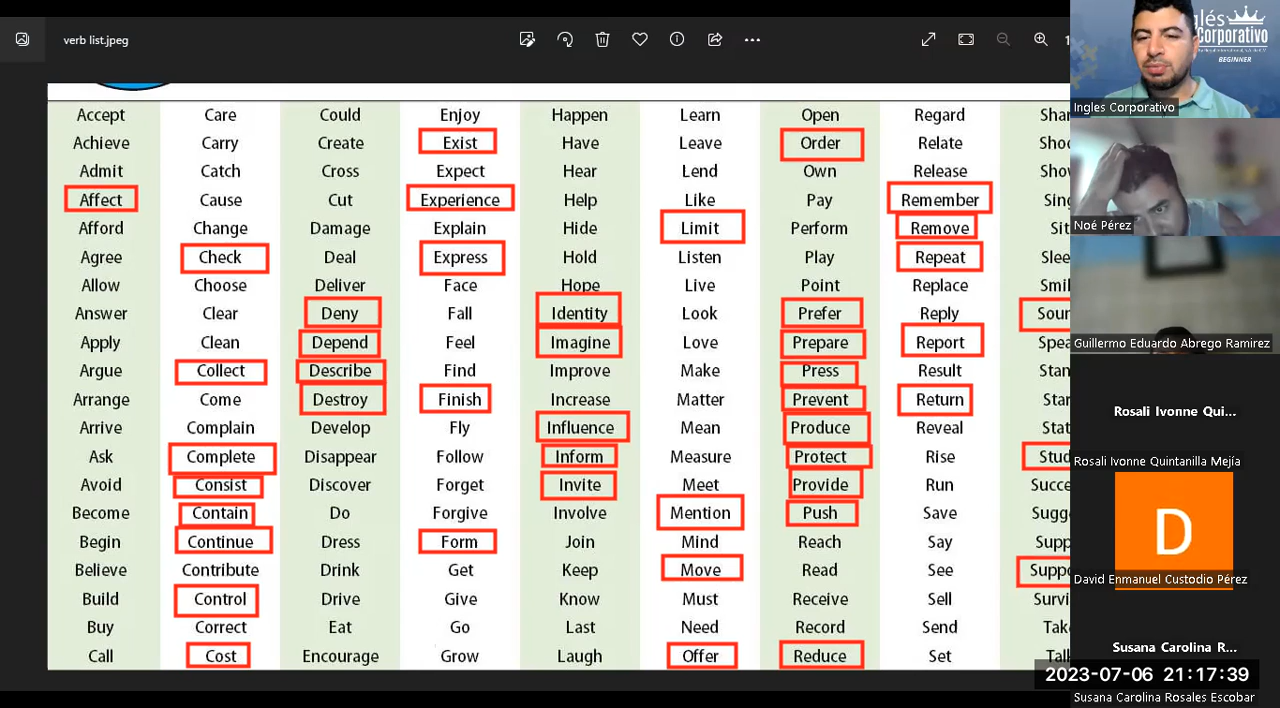 verb list.jpeg
Accept Care Could Enjoy Happen Learn Open Regard
Achieve Carry Create Exist Have Leave Order Relate
Admit Catch Cross Expect Hear Lend Own Release
Affect Cause Cut Experience Help Like Pay Remember
Afford Change Damage Explain Hide Limit Perform Remove
Agree Check Deal Express Hold Listen Play Repeat
Allow Choose Deliver Face Hope Live Point Replace
Answer Clear Deny Fall Identity Look Prefer Reply
Apply Clean Depend Feel Imagine Love Prepare Report
Argue Collect Describe Find Improve Make Press Result
Arrange Come Destroy Finish Increase Matter Prevent Return
Arrive Complain Develop Fly Influence Mean Produce Reveal
Ask Complete Disappear Follow Inform Measure Protect Rise
Avoid Consist Discover Forget Invite Meet Provide Run
Become Contain Do Forgive Involve Mention Push Save
Begin Continue Dress Form Join Mind Reach Say
Believe Contribute Drink Get Keep Move Read See
Build Control Drive Give Know Must Receive Sell
Buy Correct Eat Go Last Need Record Send
Call Cost Encourage Grow Laugh Offer Reduce Set
Corporativo
BEGINNER
Ingles Corporativo
Noé Pérez
Guillermo Eduardo Abrego Ramirez
Rosali Ivonne Qui...
Rosali Ivonne Quintanilla Mejía
D
David Enmanuel Custodio Pérez
Susana Carolina R...
2023-07-06 21:17:39
Susana Carolina Rosales Escobar